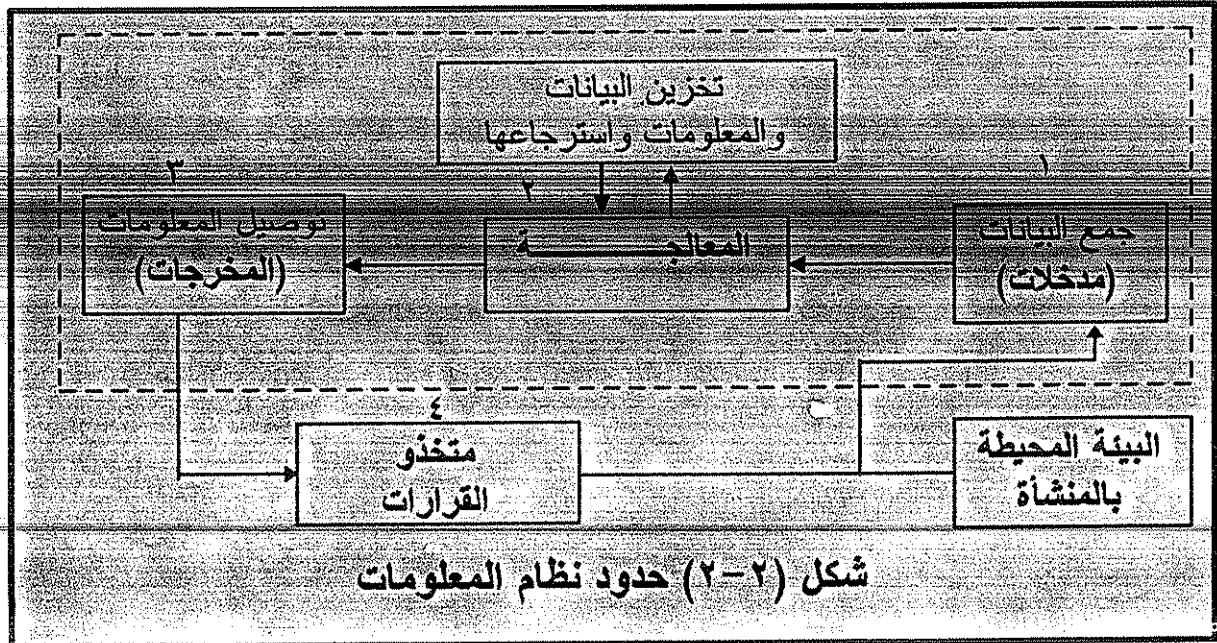 تخزين البيانات
والمعلومات واسترجاعها
١
جمع البيانات
(مدخلات)
٢
المعالجــــــــــة
٣
توصيل المعلومات
(المخرجات)
٤
متخذو
القرارات
البيئة المحيطة
بالمنشأة
شكل (٢-٢) حدود نظام المعلومات